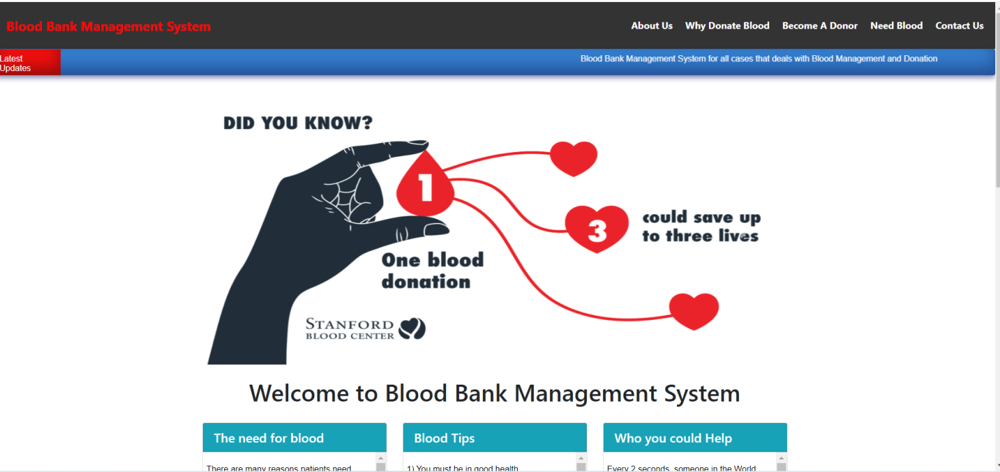 Blood Bank Management System
About Us Why Donate Blood Become A Donor Need Blood Contact Us
Latest
Updates
Blood Bank Management System for all cases that deals with Blood Management and Donation
DID YOU KNOW?
1
3
could save up
to three lives
One blood
donation
STANFORD
BLOOD CENTER
Welcome to Blood Bank Management System
The need for blood
There are many reasons patients need
Blood Tips
1) You must be in good health
Who you could Help
Every 2 seconds, someone in the World